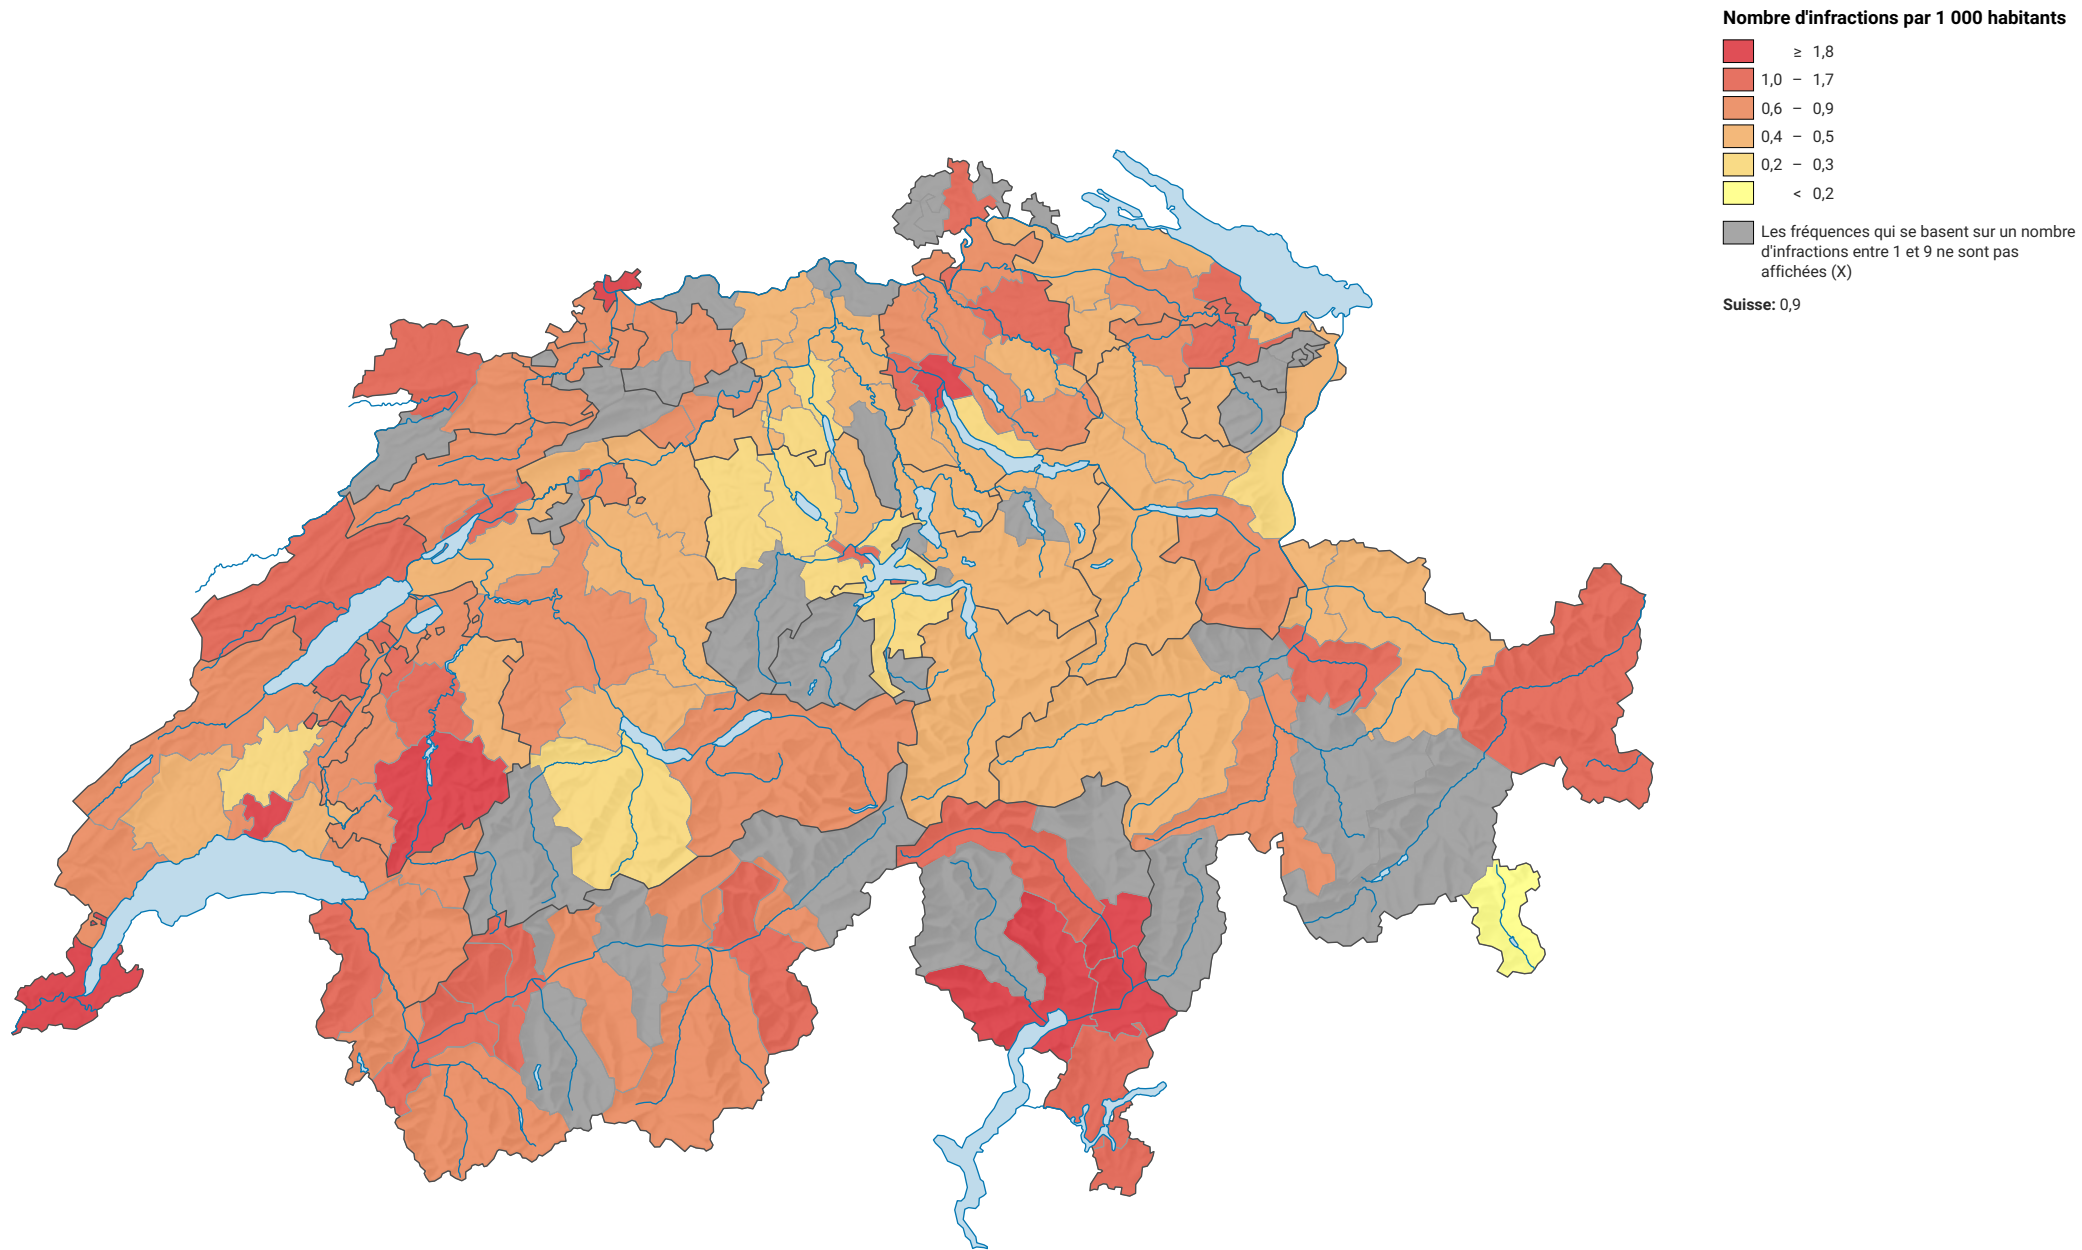 Nombre d'infractions par 1 000 habitants
≥ 1,8
1,0 – 1,7
0,6 – 0,9
0,4 – 0,5
0,2 – 0,3
< 0,2
Les fréquences qui se basent sur un nombre
d'infractions entre 1 et 9 ne sont pas
affichées (X)
Suisse: 0,9